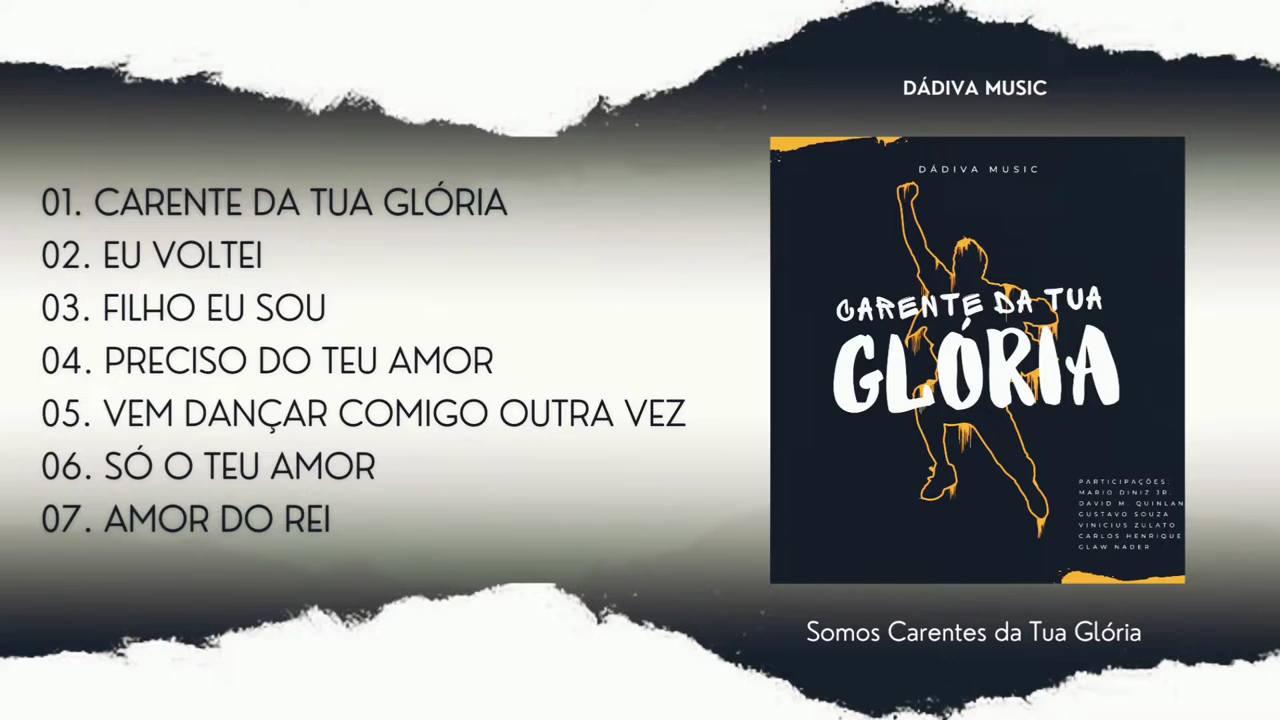 01. CARENTE DA TUA GLÓRIA
02. EU VOLTEI
03. FILHO EU SOU
04. PRECISO DO TEU AMOR
05. VEM DANÇAR COMIGO OUTRA VEZ
06. SÓ O TEU AMOR
07. AMOR DO REI
DÁDIVA MUSIC
DÁDIVA MUSIC
CARENTE DA TUA
GLÓRIA
PARTICIPAÇÕES:
MARIO DINIZ JR.
DAVID M. QUINLAN
GUSTAVO SOUZA
VINICIUS ZULATO
CARLOS HENRIQUE
GLAW NADER
Somos Carentes da Tua Glória